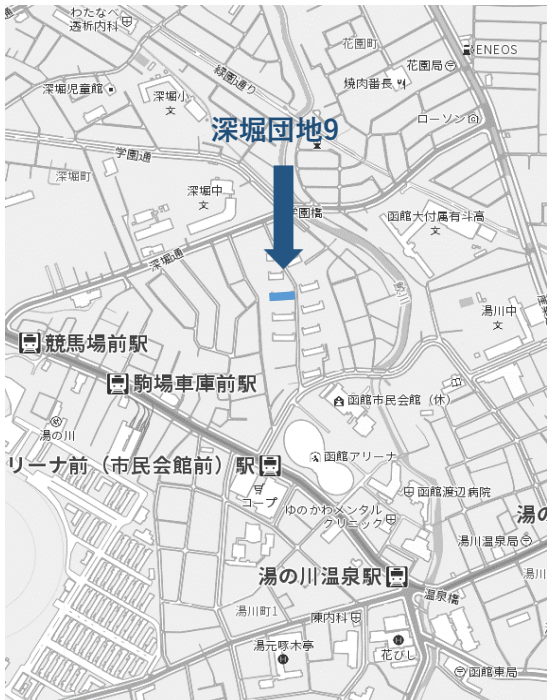 わたなべ
透析内科
花園町
ENEOS
花園局
緑園通り
焼肉番長
深堀児童館
深堀小
文
ローソン
深堀団地9
学園通
深堀町
深堀中
文
学園橋
函館大付属有斗高
文
深堀通
鮫川
湯川中
文
競馬場前駅
駒場車庫前駅
函館市民会館（休）
湯の川
函館アリーナ
リーナ前（市民会館前）駅
コープ
函館渡辺病院
ゆのかわメンタル
クリニック
湯の
湯川温泉局
湯の川温泉駅
湯川
温泉橋
湯川町1
陳内科
湯元啄木亭
花びし
函館東局